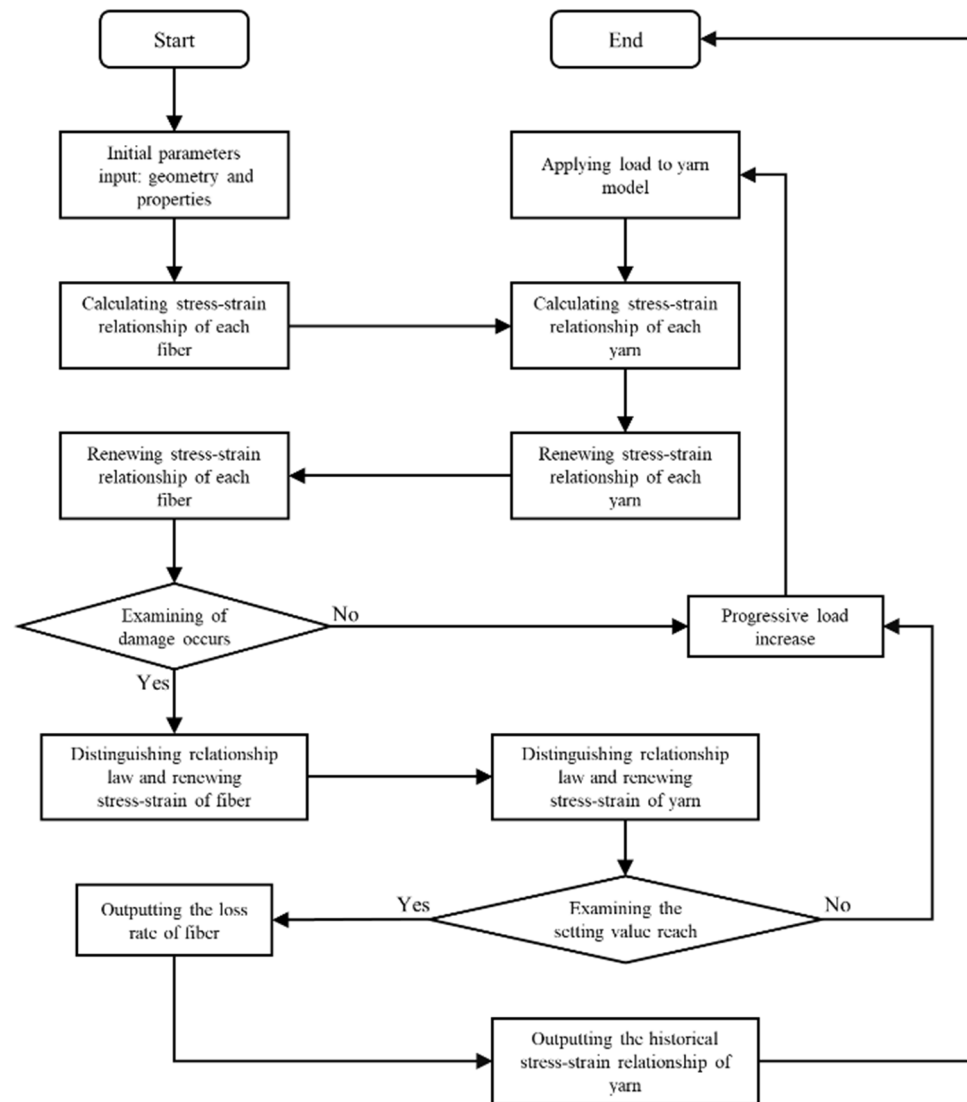 Start
End
Initial parameters
input: geometry and
properties
Applying load to yarn
model
Calculating stress-strain
relationship of each
fiber
Calculating stress-strain
relationship of each
yarn
Renewing stress-strain
relationship of each
fiber
Renewing stress-strain
relationship of each
yarn
Examining of
damage occurs
No
Progressive load
increase
Yes
Distinguishing relationship
law and renewing
stress-strain of fiber
Distinguishing relationship
law and renewing
stress-strain of yarn
Outputting the loss
rate of fiber
Yes
Examining the
setting value reach
No
Outputting the historical
stress-strain relationship of
yarn